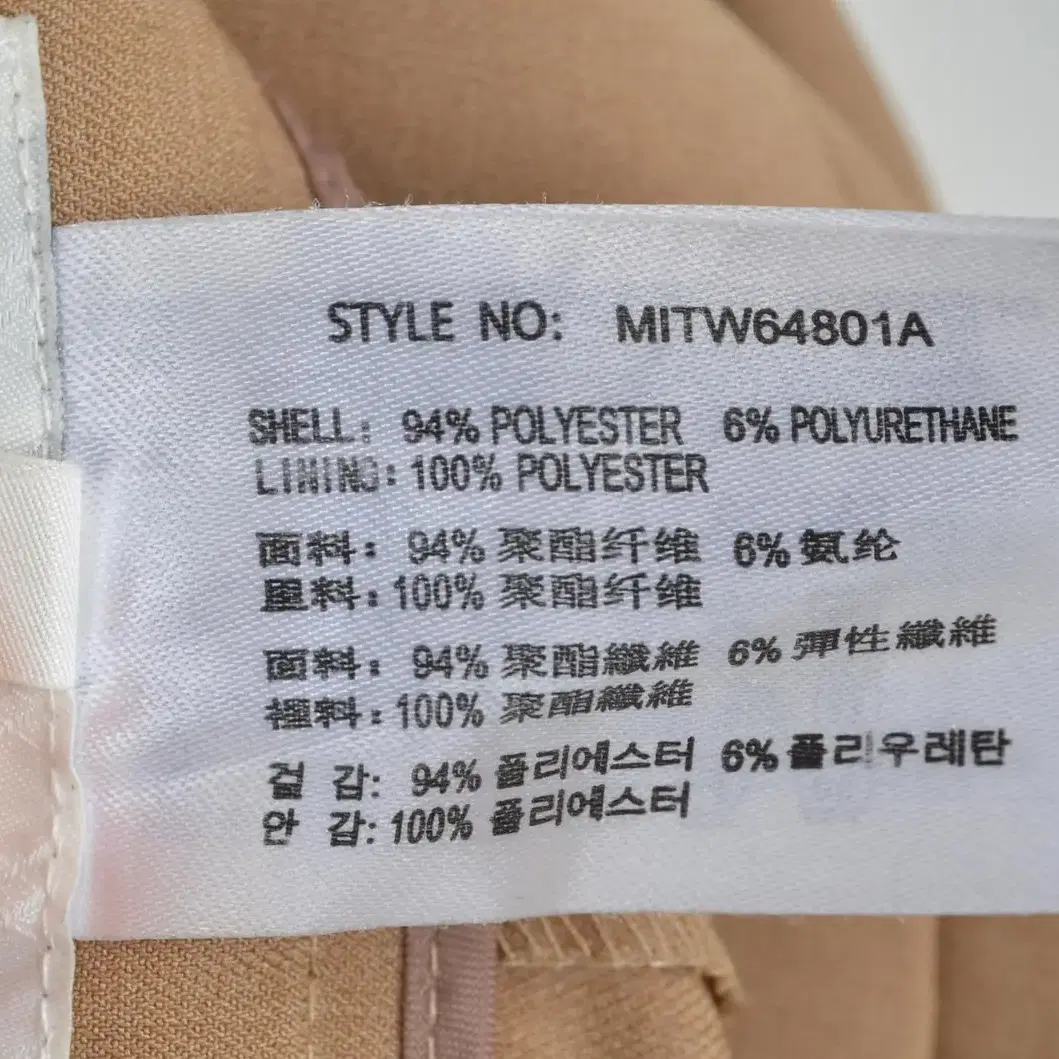 STYLE NO: MITW64801A
SHELL: 94% POLYESTER 6% POLYURETHANE
LINING: 100% POLYESTER
面料: 94% 聚酯纤维 6% 氨纶
里料: 100% 聚酯纤维
面料: 94% 聚酯纖維 6% 彈性纖維
裡料: 100% 聚酯纖維
겉 감: 94% 폴리에스터 6% 폴리우레탄
안 감: 100% 폴리에스터